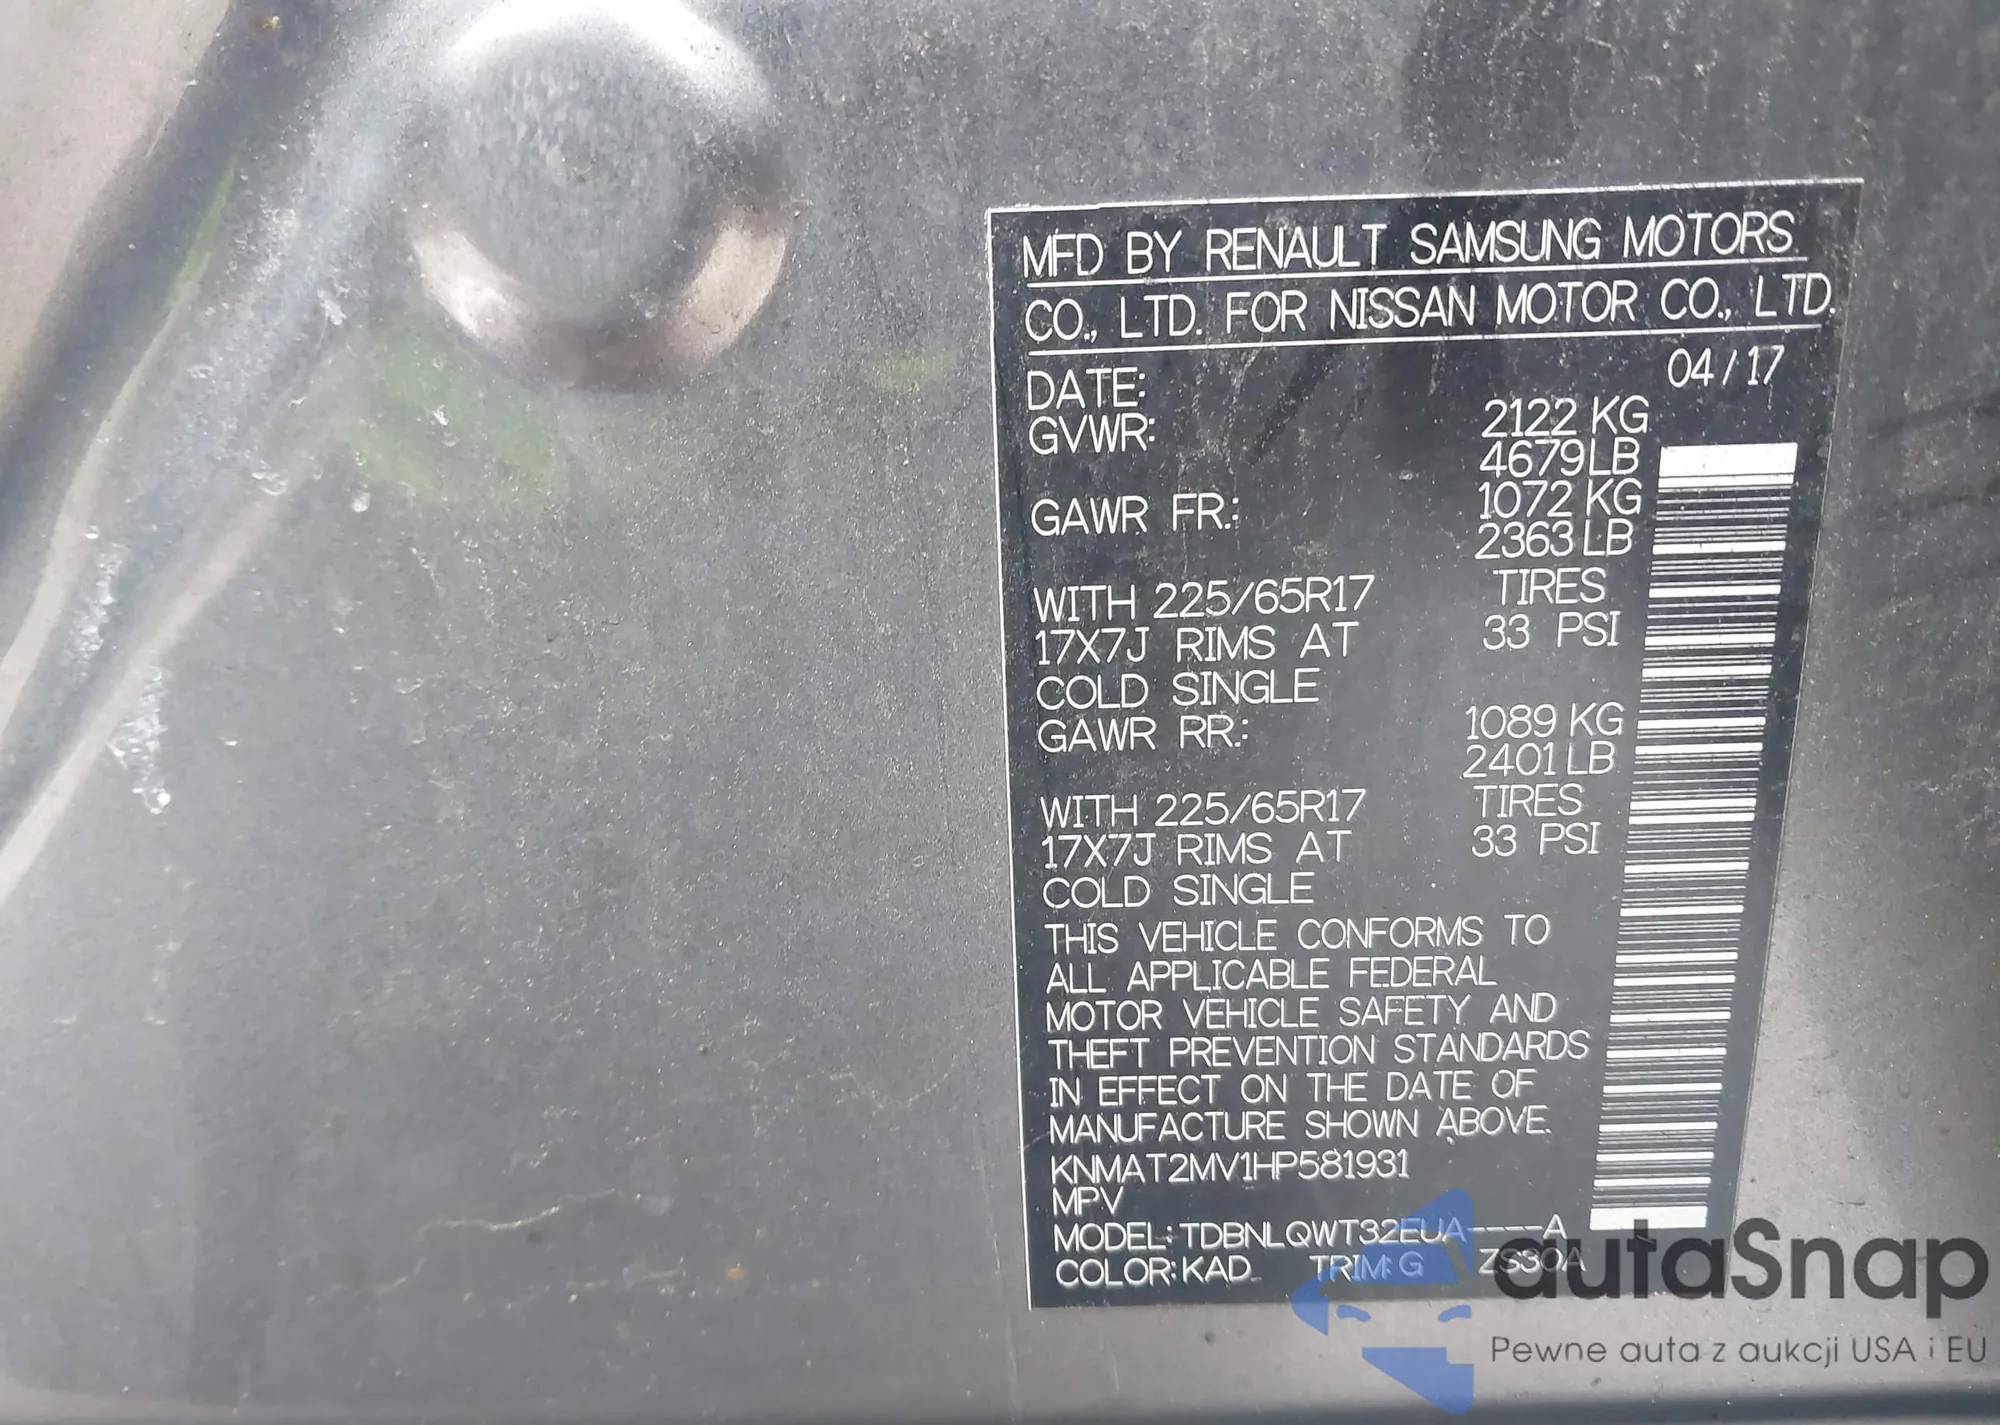 MFD BY RENAULT SAMSUNG MOTORS
CO., LTD. FOR NISSAN MOTOR CO., LTD.
DATE: 04/17
GVWR: 2122 KG
4679 LB
GAWR FR.: 1072 KG
2363 LB
WITH 225/65R17 TIRES
17X7J RIMS AT 33 PSI
COLD SINGLE
GAWR RR.: 1089 KG
2401 LB
WITH 225/65R17 TIRES
17X7J RIMS AT 33 PSI
COLD SINGLE
THIS VEHICLE CONFORMS TO
ALL APPLICABLE FEDERAL
MOTOR VEHICLE SAFETY AND
THEFT PREVENTION STANDARDS
IN EFFECT ON THE DATE OF
MANUFACTURE SHOWN ABOVE.
KNMAT2MV1HP581931
MPV
MODEL: TDBNLQWT32EUA----A
COLOR: KAD TRIM: G ZS30A
autaSnap
Pewne auta z aukcji USA i EU